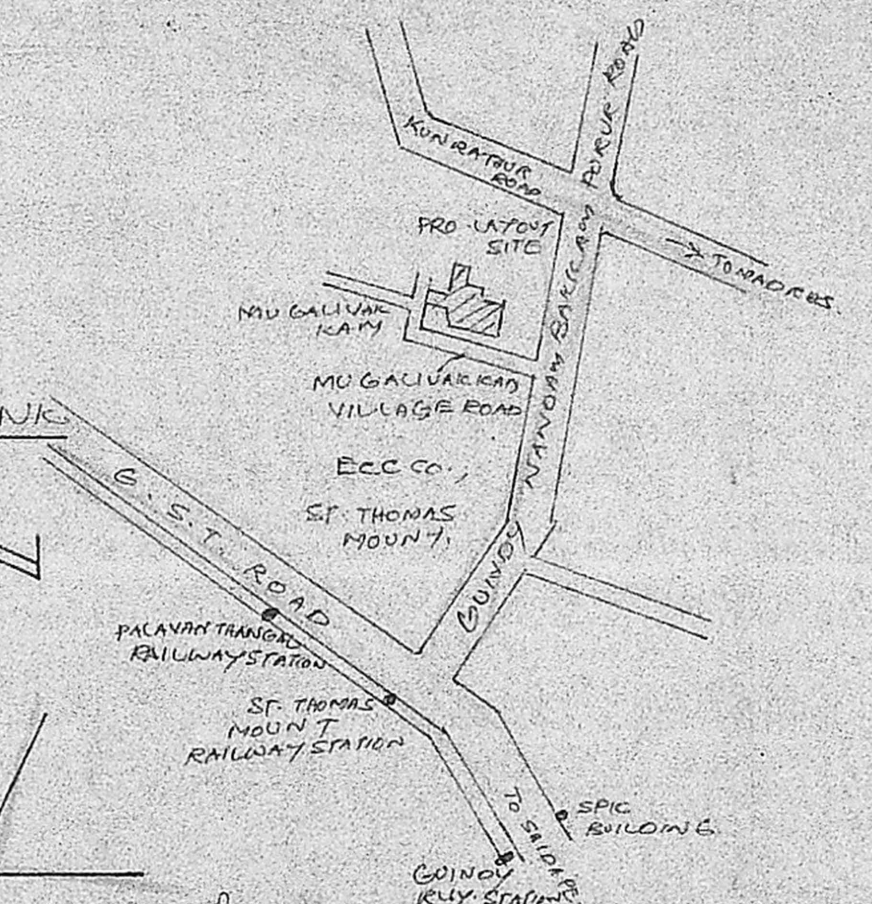 KUNRATHUR
ROAD
PORUR ROAD
PRO-LAYOUT
SITE
TO MADRAS.
MUGALIVAK
KAM
MUGALIVAKKAM
VILLAGE ROAD
NANDAMBAKKAM
ECC CO.,
ST. THOMAS
MOUNT,
G.S.T. ROAD
GUINDY
PALAVANTHANGAL
RAILWAY STATION
ST. THOMAS
MOUNT
RAILWAY STATION
SPIC
BUILDING
TO SAIDAPE
GUINDY
RLY. STATION